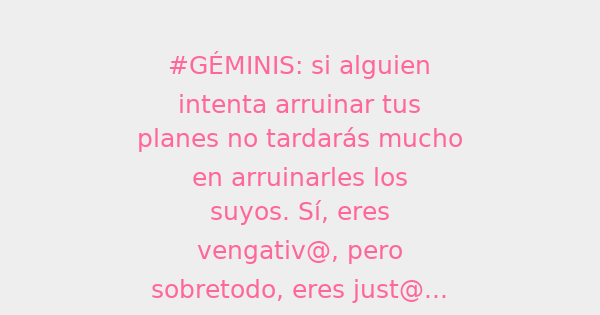 #GÉMINIS: si alguien
intenta arruinar tus
planes no tardarás mucho
en arruinarles los
suyos. Sí, eres
vengativ@, pero
sobretodo, eres just@...